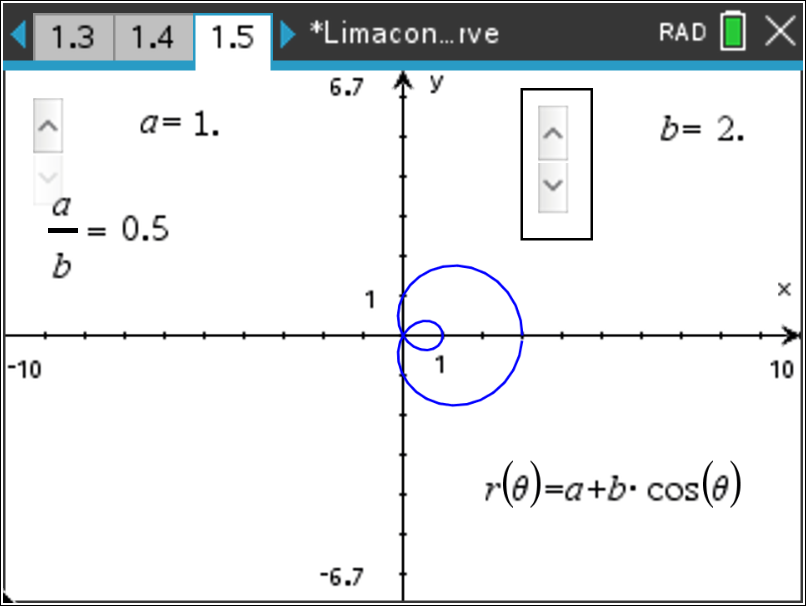 1.3 1.4 1.5 *Limacon...rve RAD
6.7 y
a= 1.
b= 2.
a/b = 0.5
1
x
-10 1 10
r(θ)=a+b· cos(θ)
-6.7